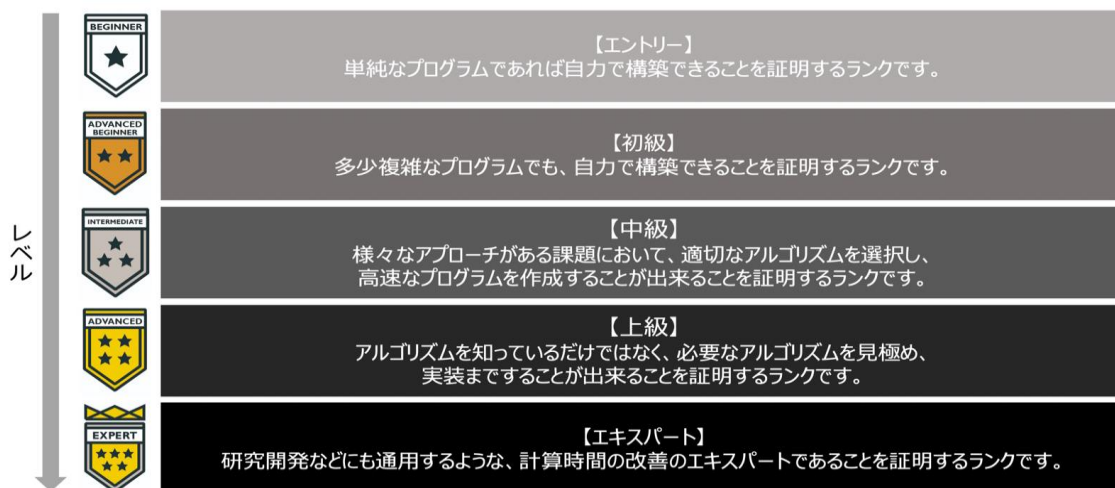 レベル
BEGINNER
【エントリー】
単純なプログラムであれば自力で構築できることを証明するランクです。
ADVANCED
BEGINNER
【初級】
多少複雑なプログラムでも、自力で構築できることを証明するランクです。
INTERMEDIATE
【中級】
様々なアプローチがある課題において、適切なアルゴリズムを選択し、
高速なプログラムを作成することが出来ることを証明するランクです。
ADVANCED
【上級】
アルゴリズムを知っているだけではなく、必要なアルゴリズムを見極め、
実装まですることが出来ることを証明するランクです。
EXPERT
【エキスパート】
研究開発などにも通用するような、計算時間の改善のエキスパートであることを証明するランクです。